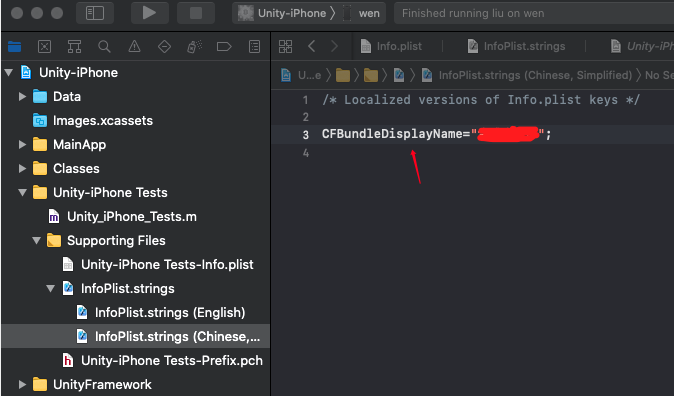 Unity-iPhone
wen
Finished running liu on wen
Info.plist
InfoPlist.strings
Unity-iPh
Unity-iPhone
U...e
InfoPlist.strings (Chinese, Simplified)
No Se
Data
1 /* Localized versions of Info.plist keys */
Images.xcassets
2
MainApp
3 CFBundleDisplayName="";
Classes
4
Unity-iPhone Tests
Unity_iPhone_Tests.m
Supporting Files
Unity-iPhone Tests-Info.plist
InfoPlist.strings
InfoPlist.strings (English)
InfoPlist.strings (Chinese,...
Unity-iPhone Tests-Prefix.pch
UnityFramework